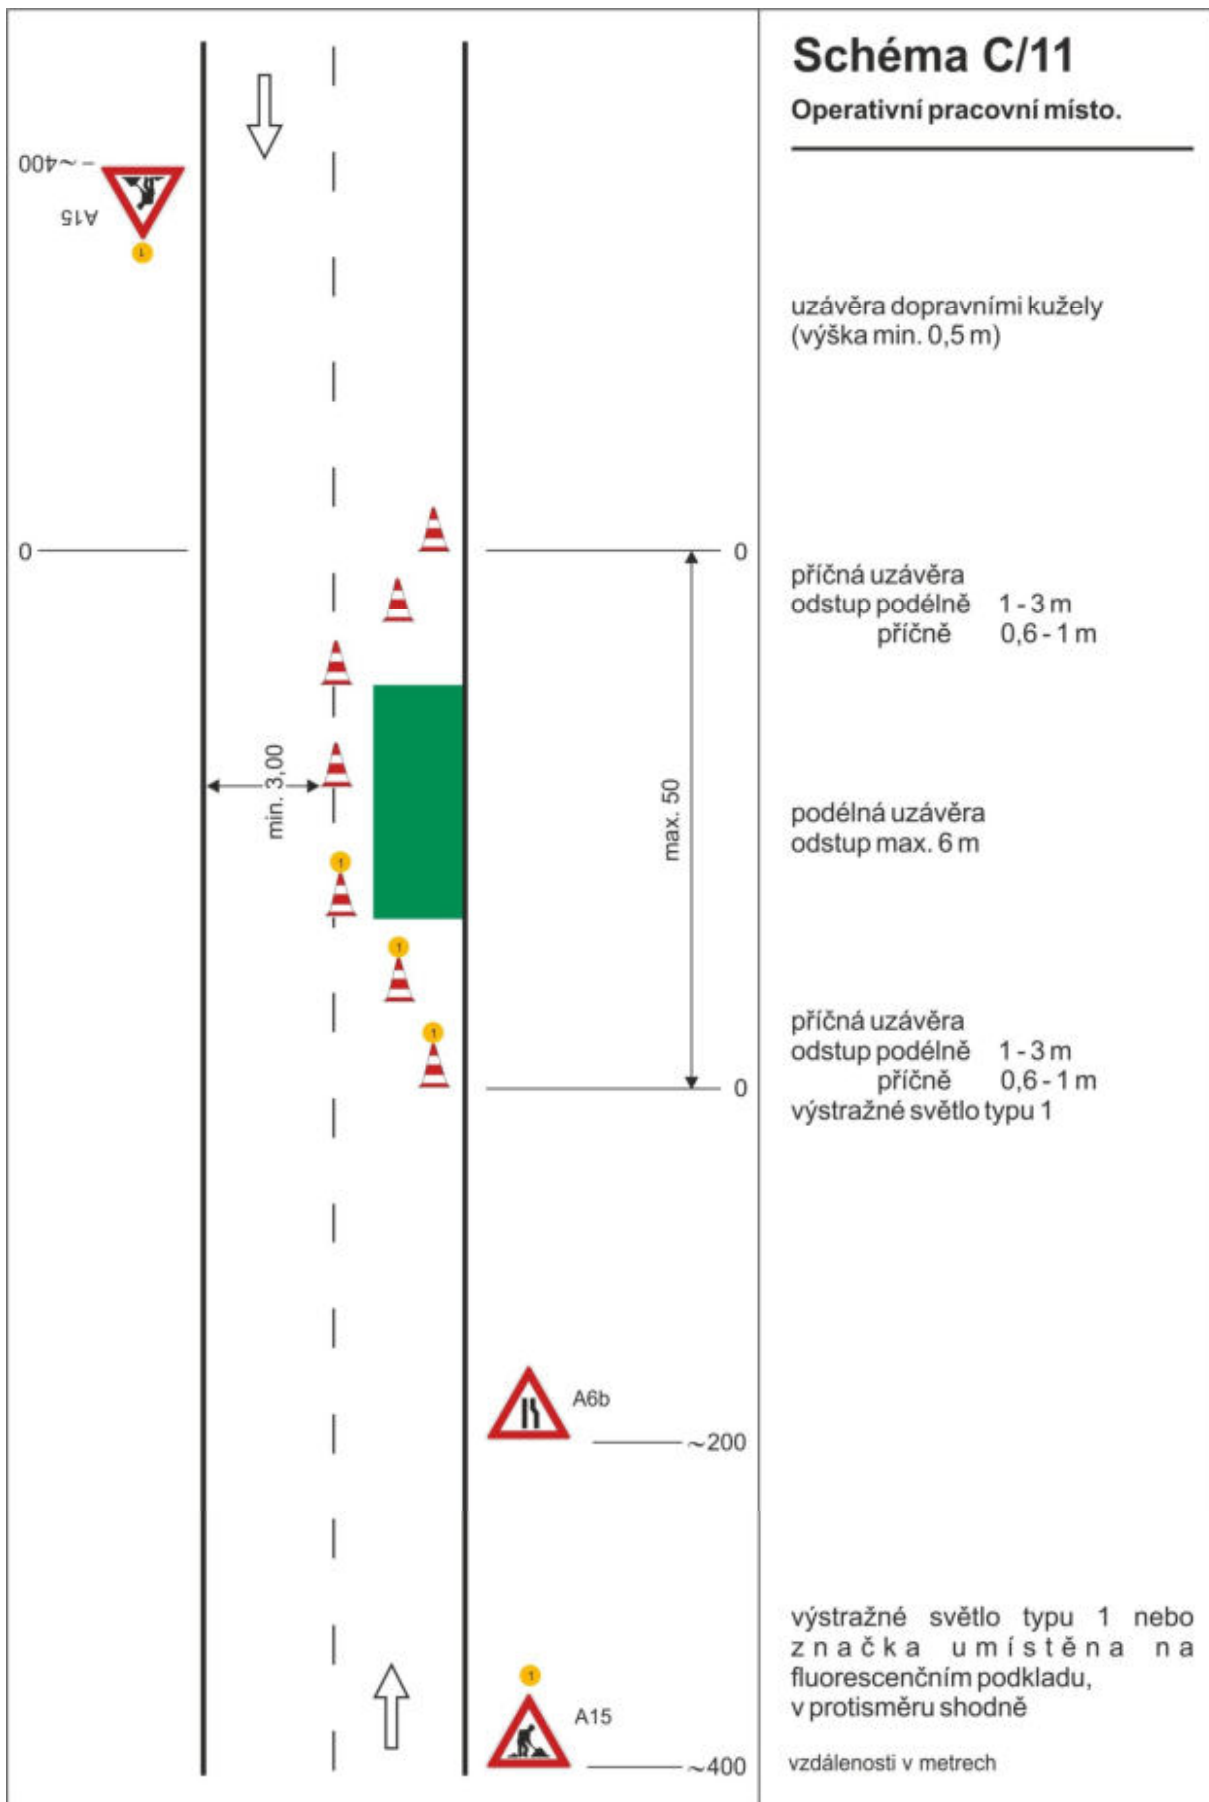 Schéma C/11
Operativní pracovní místo.
~400
A15
1
uzávěra dopravními kužely
(výška min. 0,5 m)
0
0
příčná uzávěra
odstup podélně 1 - 3 m
příčně 0,6 - 1 m
min. 3,00
max. 50
podélná uzávěra
odstup max. 6 m
1
1
1
příčná uzávěra
odstup podélně 1 - 3 m
příčně 0,6 - 1 m
výstražné světlo typu 1
0
A6b
~200
výstražné světlo typu 1 nebo
značka umístěna na
fluorescenčním podkladu,
v protisměru shodně
1
A15
~400
vzdálenosti v metrech